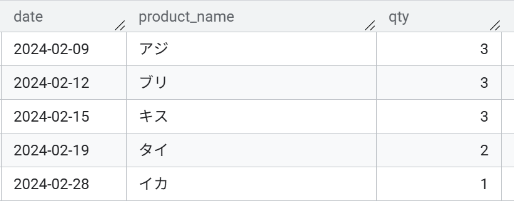 date product_name qty
2024-02-09 アジ 3
2024-02-12 ブリ 3
2024-02-15 キス 3
2024-02-19 タイ 2
2024-02-28 イカ 1